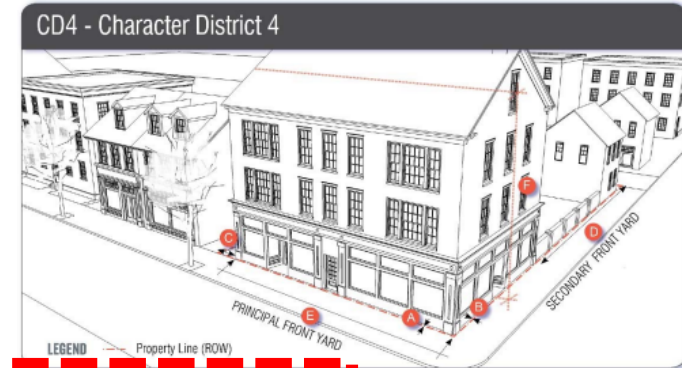 CD4 - Character District 4
F
C
D
SECONDARY FRONT YARD
B
A
E
PRINCIPAL FRONT YARD
LEGEND Property Line (ROW)